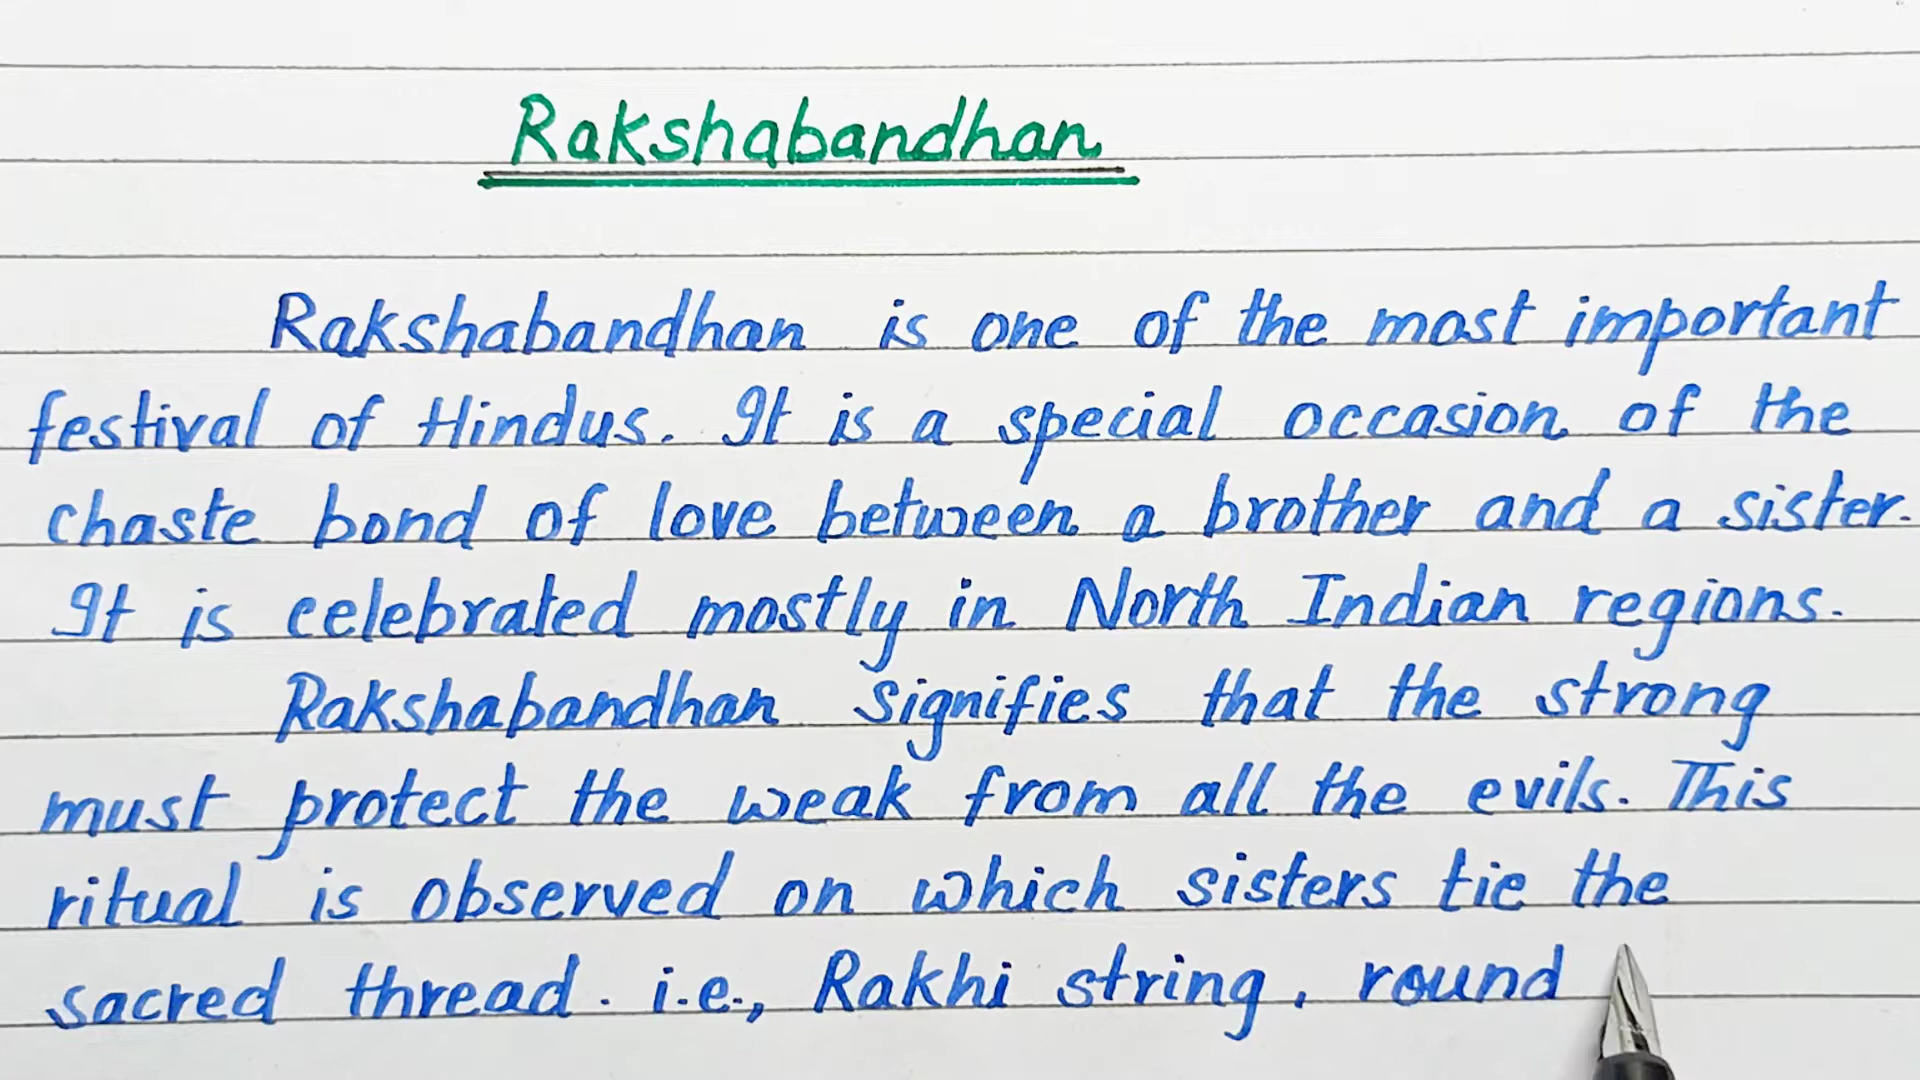 Rakshabandhan
Rakshabandhan is one of the most important
festival of Hindus. It is a special occasion of the
chaste bond of love between a brother and a sister.
It is celebrated mostly in North Indian regions.
Rakshabandhan signifies that the strong
must protect the weak from all the evils. This
ritual is observed on which sisters tie the
sacred thread. i.e., Rakhi string, round